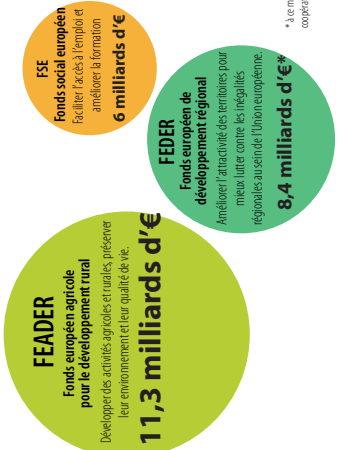 FEADER
Fonds européen agricole
pour le développement rural
Développer des activités agricoles et rurales, préserver
leur environnement et leur qualité de vie.
11,3 milliards d'€
FEDER
Fonds européen de
développement régional
Améliorer l'attractivité des territoires pour
mieux lutter contre les inégalités
régionales au sein de l'Union européenne.
8,4 milliards d'€*
FSE
Fonds social européen
Faciliter l'accès à l'emploi et
améliorer la formation
6 milliards d'€
* à ce m
coopéra